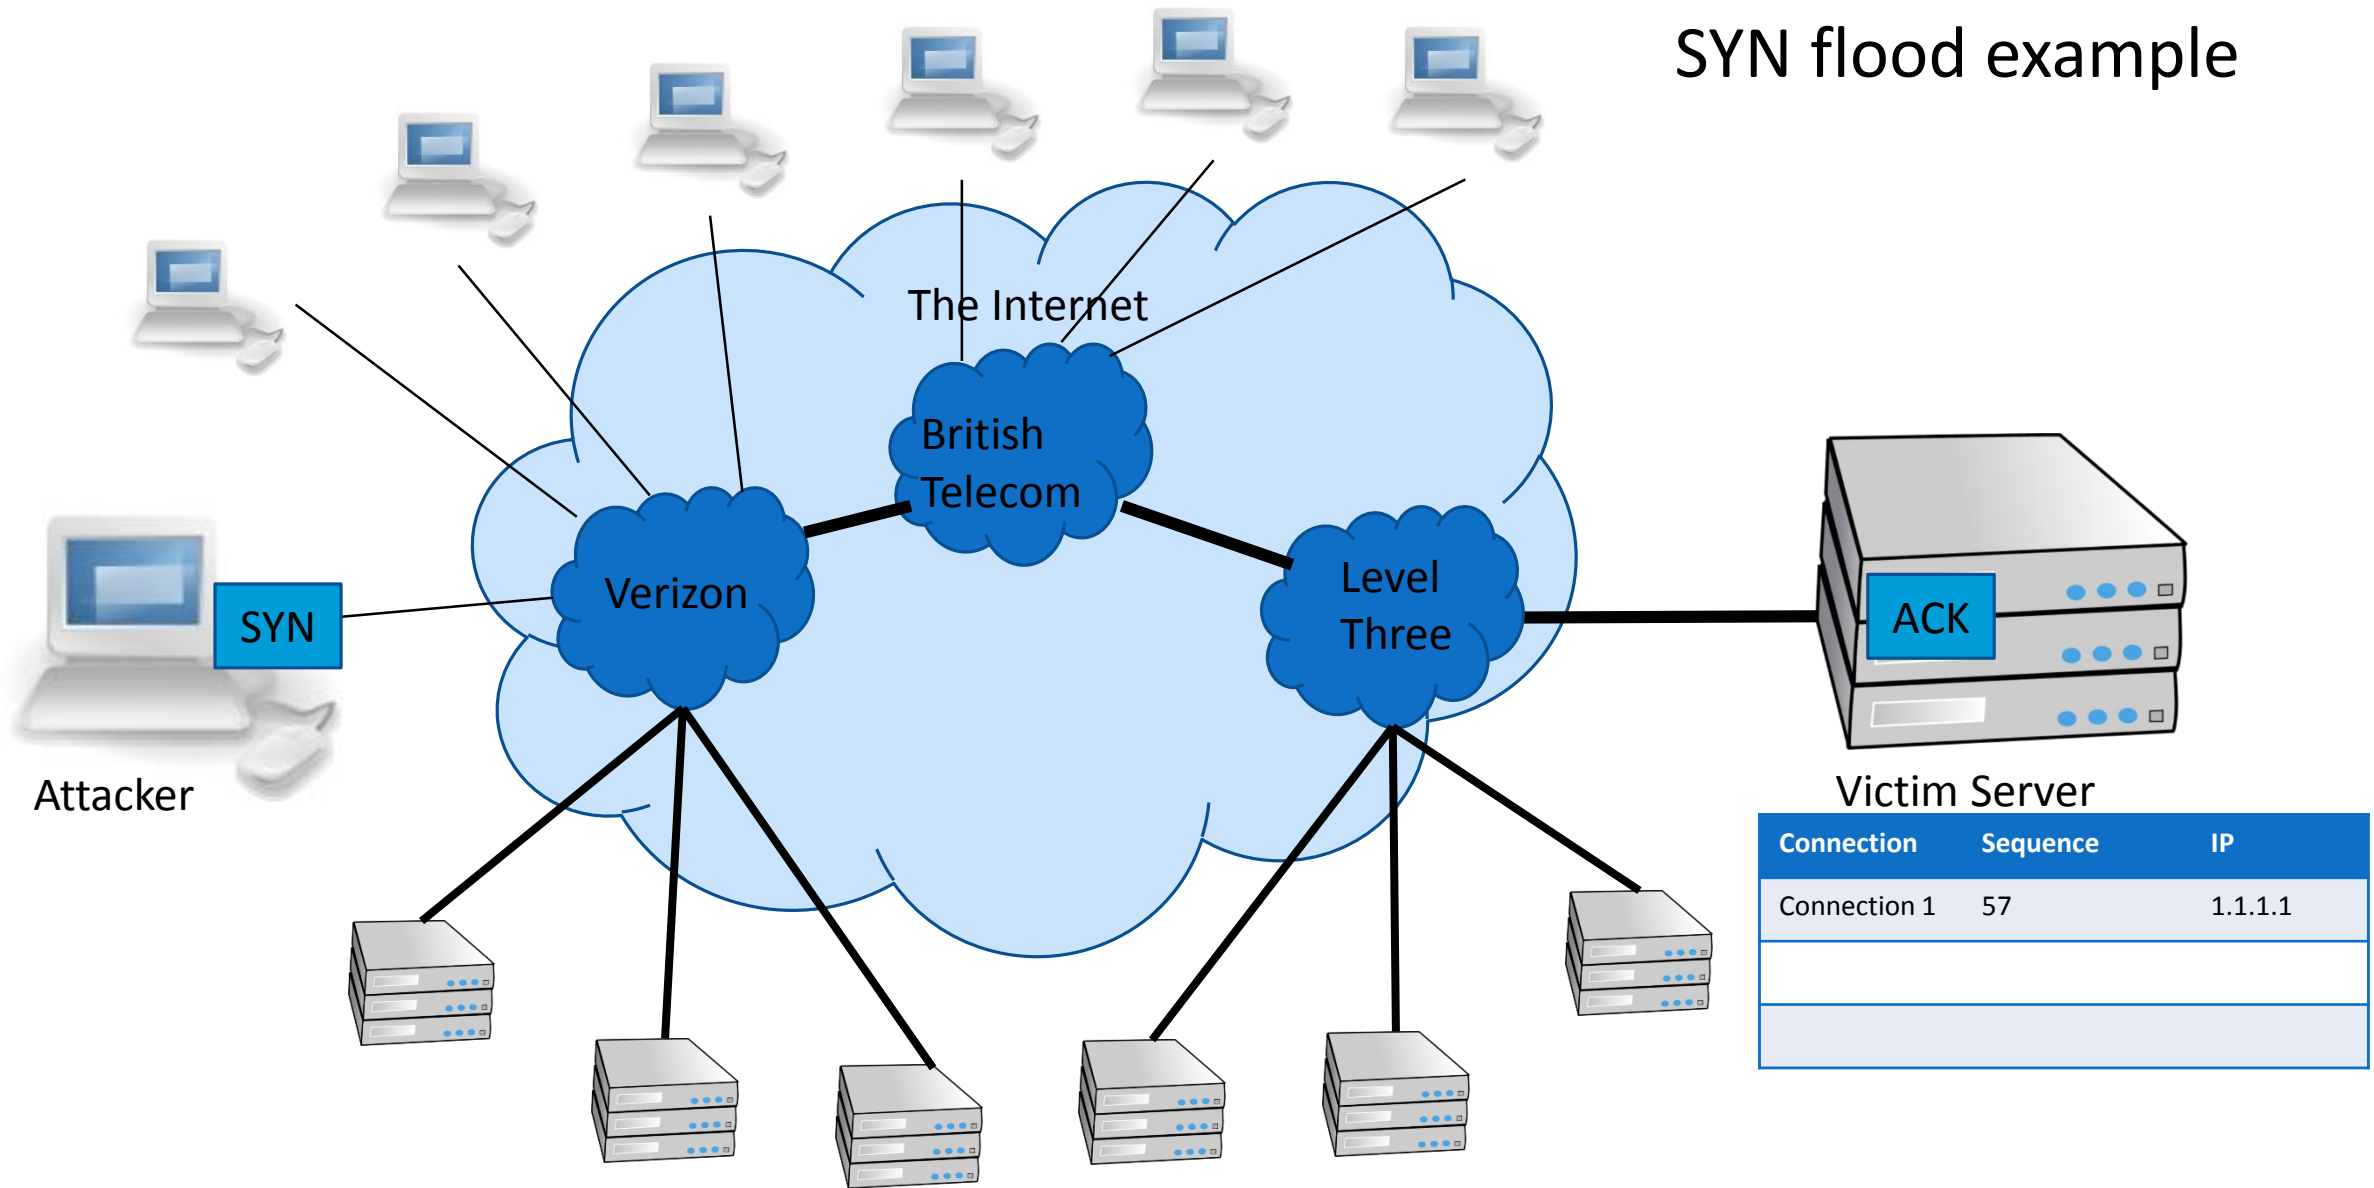 SYN flood example
The Internet
British
Telecom
Verizon
Level
Three
SYN
ACK
Attacker
Victim Server
Connection Sequence IP
Connection 1 57 1.1.1.1